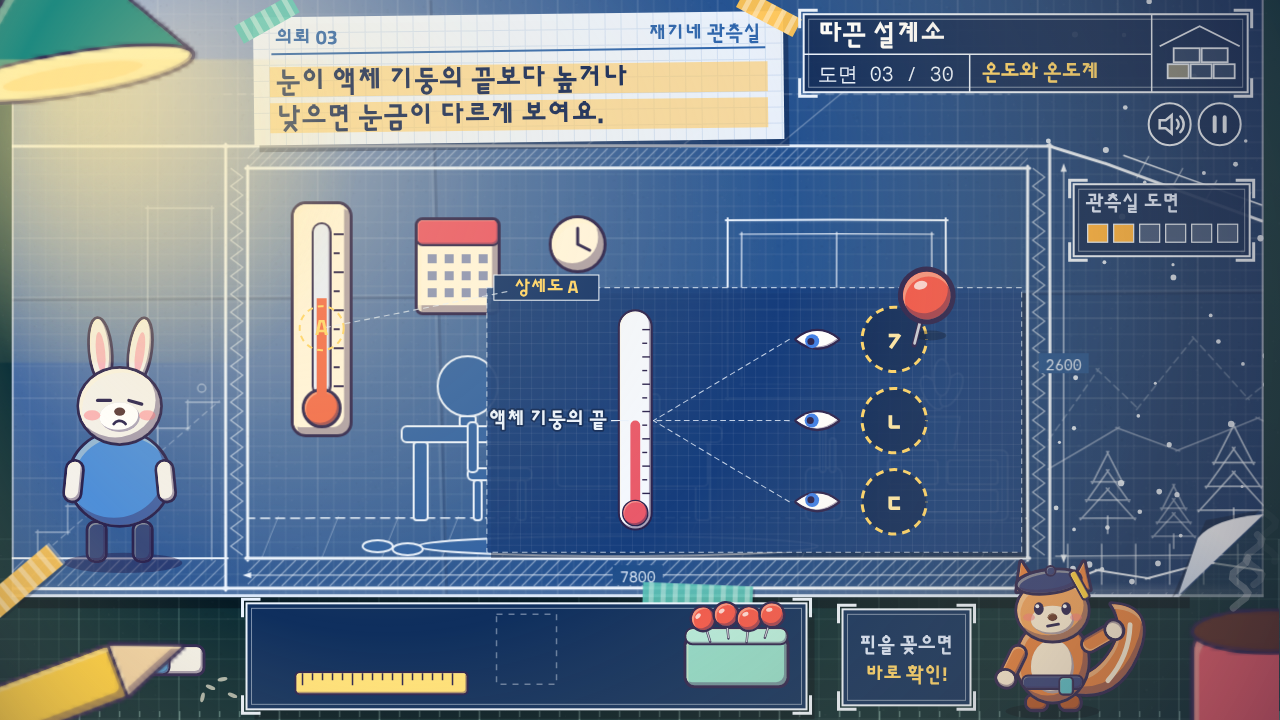 의뢰 03
재기네 관측실
눈이 액체 기둥의 끝보다 높거나
낮으면 눈금이 다르게 보여요.
따끈 설계소
도면 03 / 30
온도와 온도계
관측실 도면
상세도 A
A
액체 기둥의 끝
ㄱ
ㄴ
ㄷ
2600
7800
핀을 꽂으면
바로 확인!